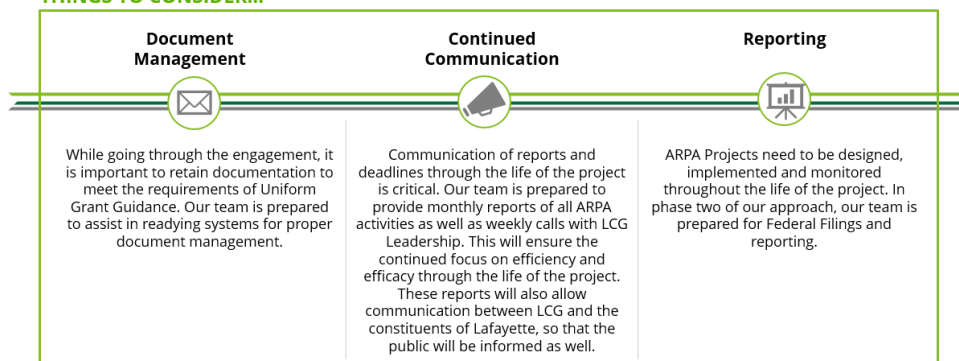 THINGS TO CONSIDER...
Document
Management
While going through the engagement, it
is important to retain documentation to
meet the requirements of Uniform
Grant Guidance. Our team is prepared
to assist in readying systems for proper
document management.
Continued
Communication
Communication of reports and
deadlines through the life of the project
is critical. Our team is prepared to
provide monthly reports of all ARPA
activities as well as weekly calls with LCG
Leadership. This will ensure the
continued focus on efficiency and
efficacy through the life of the project.
These reports will also allow
communication between LCG and the
constituents of Lafayette, so that the
public will be informed as well.
Reporting
ARPA Projects need to be designed,
implemented and monitored
throughout the life of the project. In
phase two of our approach, our team is
prepared for Federal Filings and
reporting.